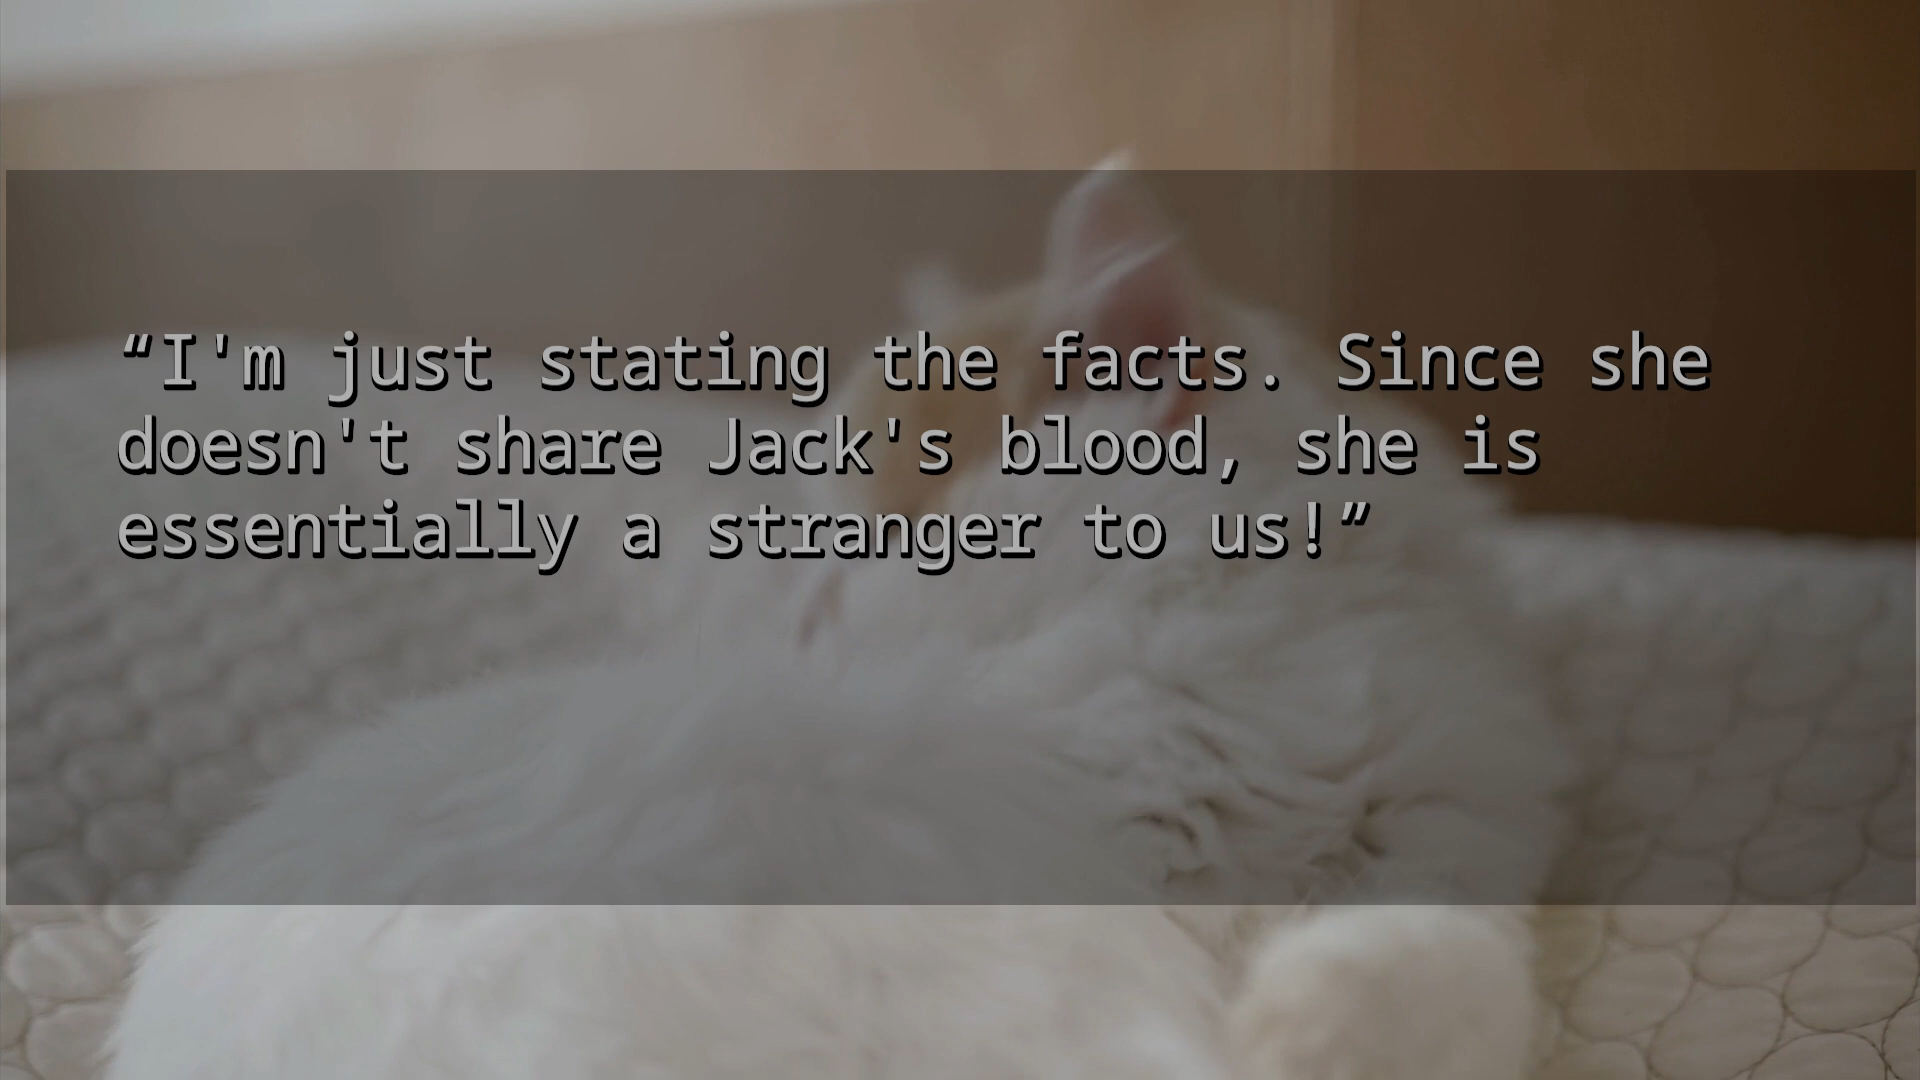 “I'm just stating the facts. Since she
doesn't share Jack's blood, she is
essentially a stranger to us!”